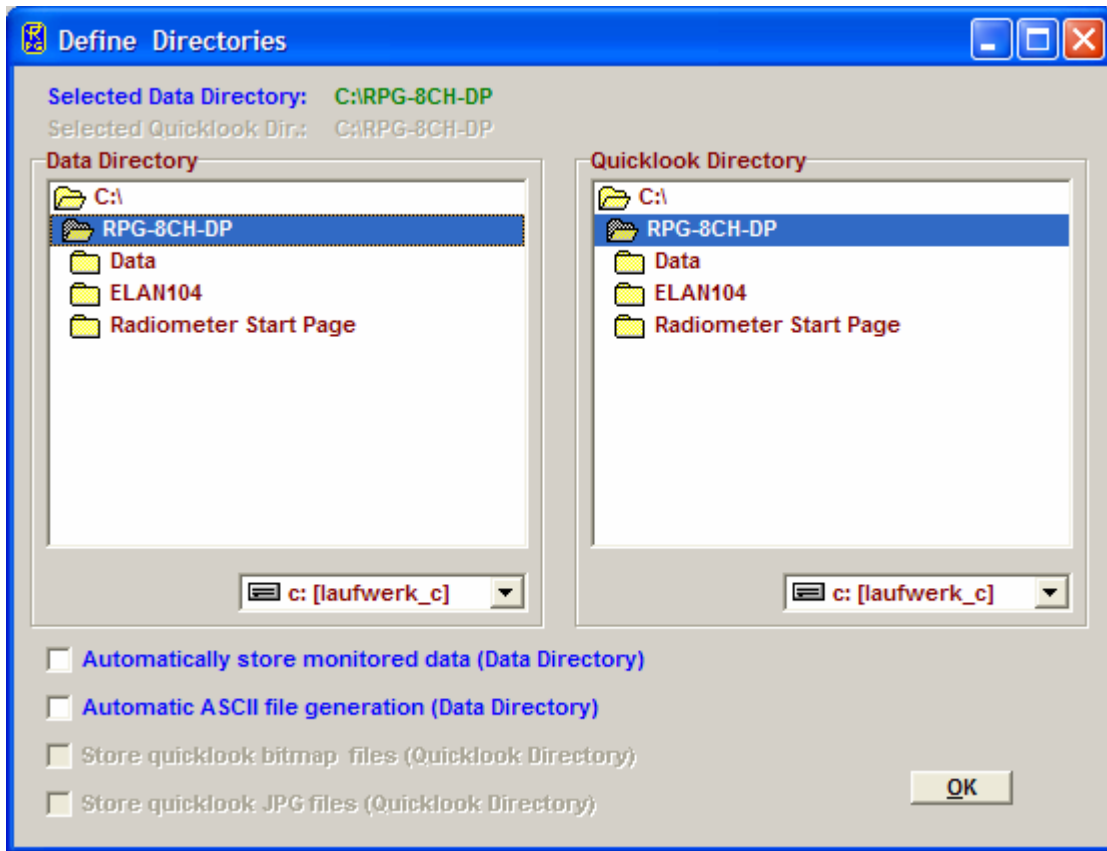 RPG
Define Directories
Selected Data Directory: C:\RPG-8CH-DP
Selected Quicklook Dir.: C:\RPG-8CH-DP
Data Directory
C:\
RPG-8CH-DP
Data
ELAN104
Radiometer Start Page
c: [laufwerk_c]
Quicklook Directory
C:\
RPG-8CH-DP
Data
ELAN104
Radiometer Start Page
c: [laufwerk_c]
Automatically store monitored data (Data Directory)
Automatic ASCII file generation (Data Directory)
Store quicklook bitmap files (Quicklook Directory)
Store quicklook JPG files (Quicklook Directory)
OK